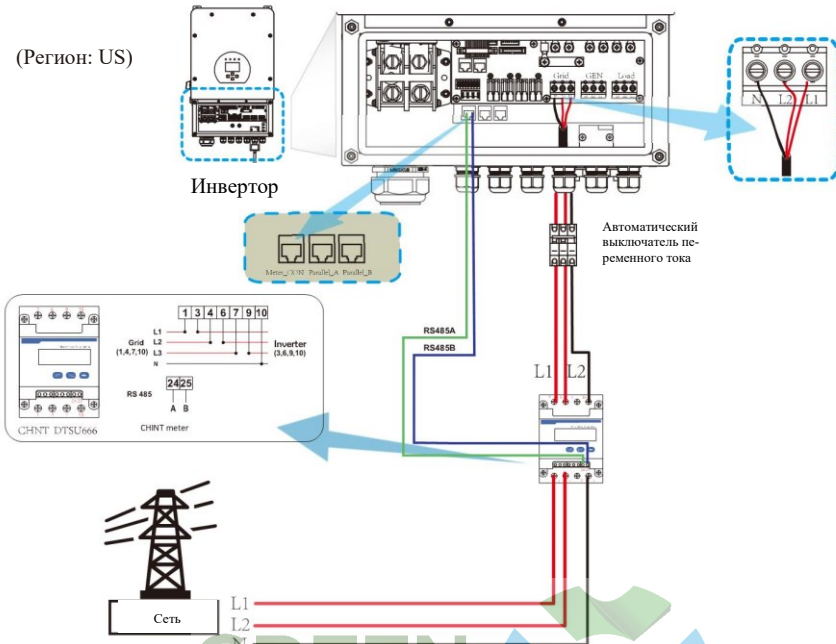 (Регион: US)
Grid GEN Load
N L2 L1
Инвертор
Автоматический
выключатель пе-
ременного тока
Meter_CON Parallel_A Parallel_B
1 3 4 6 7 9 10
L1
Grid L2 Inverter
(1,4,7,10) L3 (3,6,9,10)
N
24 25
RS 485
A B
CHNT DTSU666 CHINT meter
RS485A
RS485B
L1 L2
Сеть
L1
L2
N
GREEN